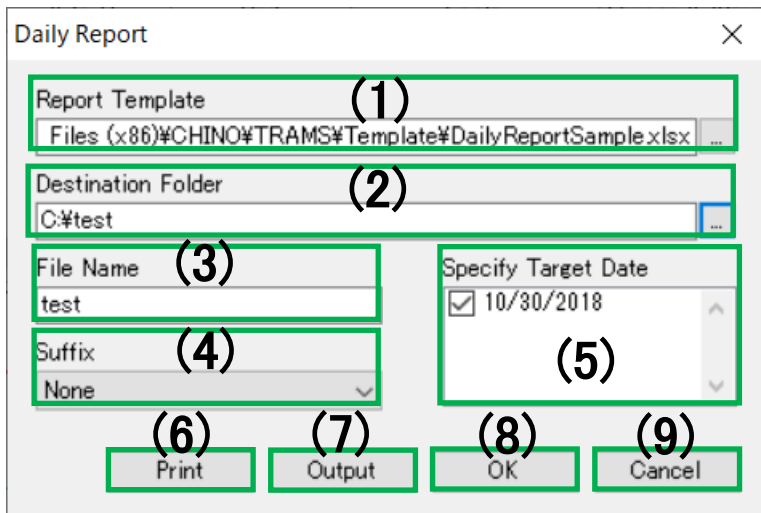 Daily Report
Report Template
(1)
Files (x86)¥CHINO¥TRAMS¥Template¥DailyReportSample.xlsx ...
Destination Folder
(2)
C:¥test ...
File Name
(3)
test
Specify Target Date
10/30/2018
(5)
Suffix
(4)
None
(6)
(7)
(8)
(9)
Print
Output
OK
Cancel